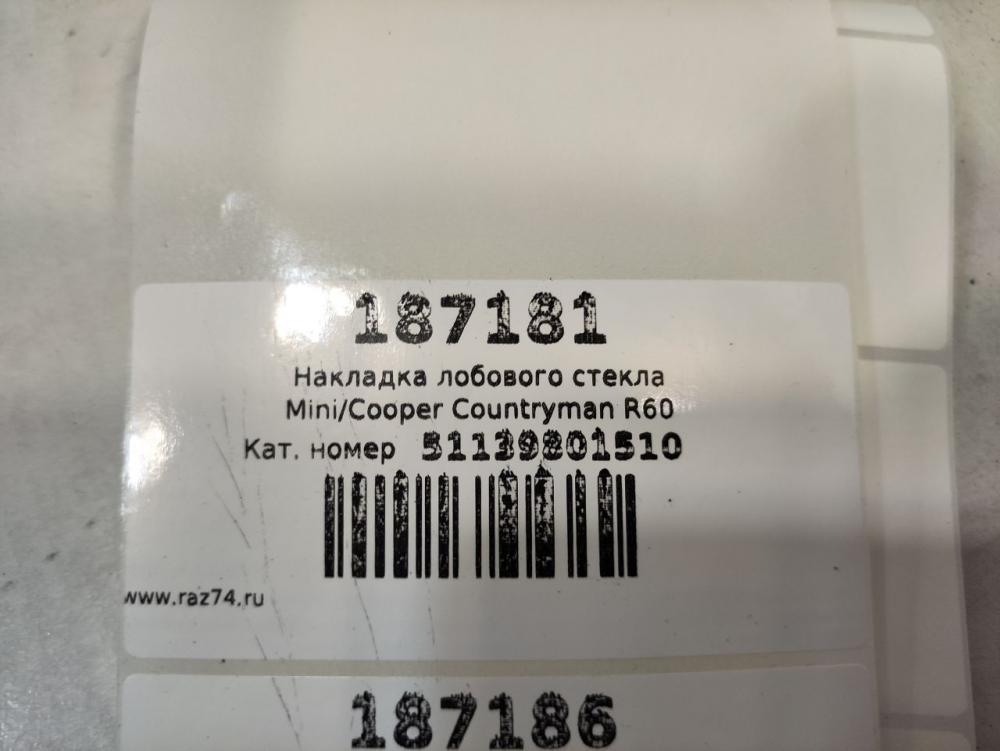 187181
Накладка лобового стекла
Mini/Cooper Countryman R60
Кат. номер 51139801510
www.raz74.ru
187186